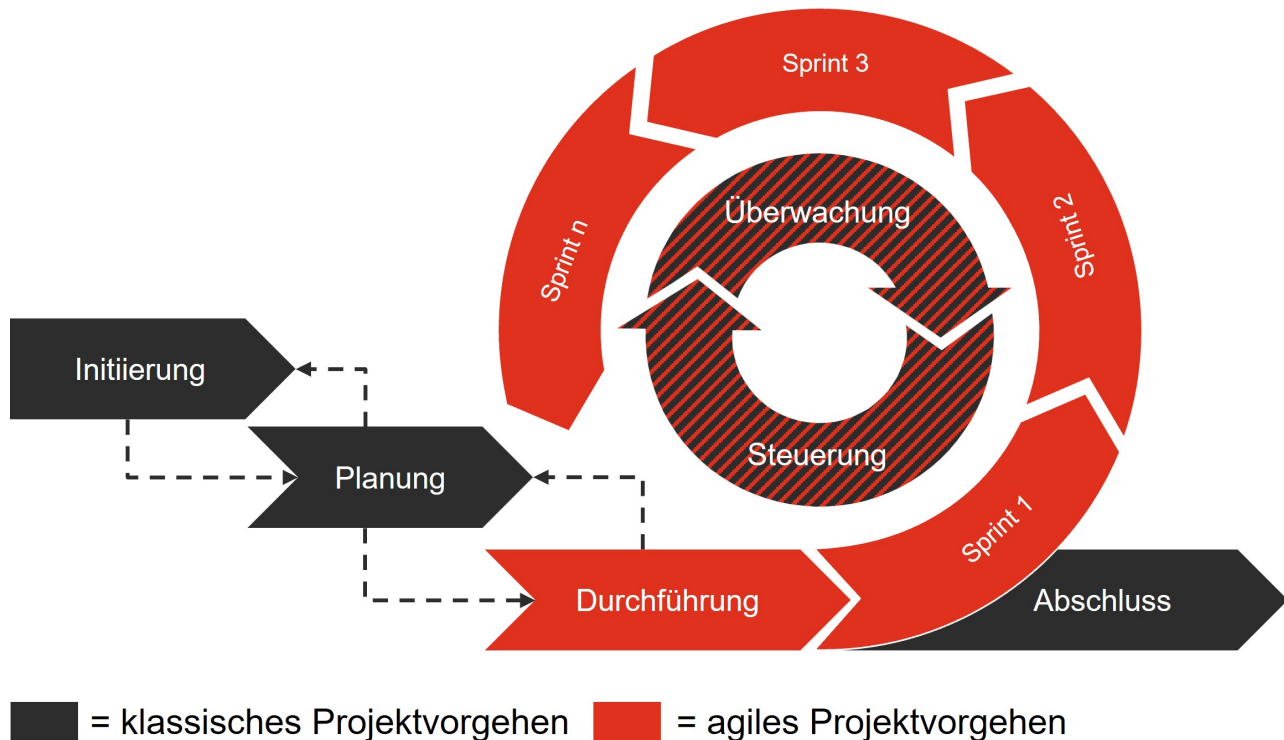 Sprint 3
Sprint 2
Sprint n
Überwachung
Initiierung
Steuerung
Planung
Sprint 1
Durchführung
Abschluss
= klassisches Projektvorgehen
= agiles Projektvorgehen